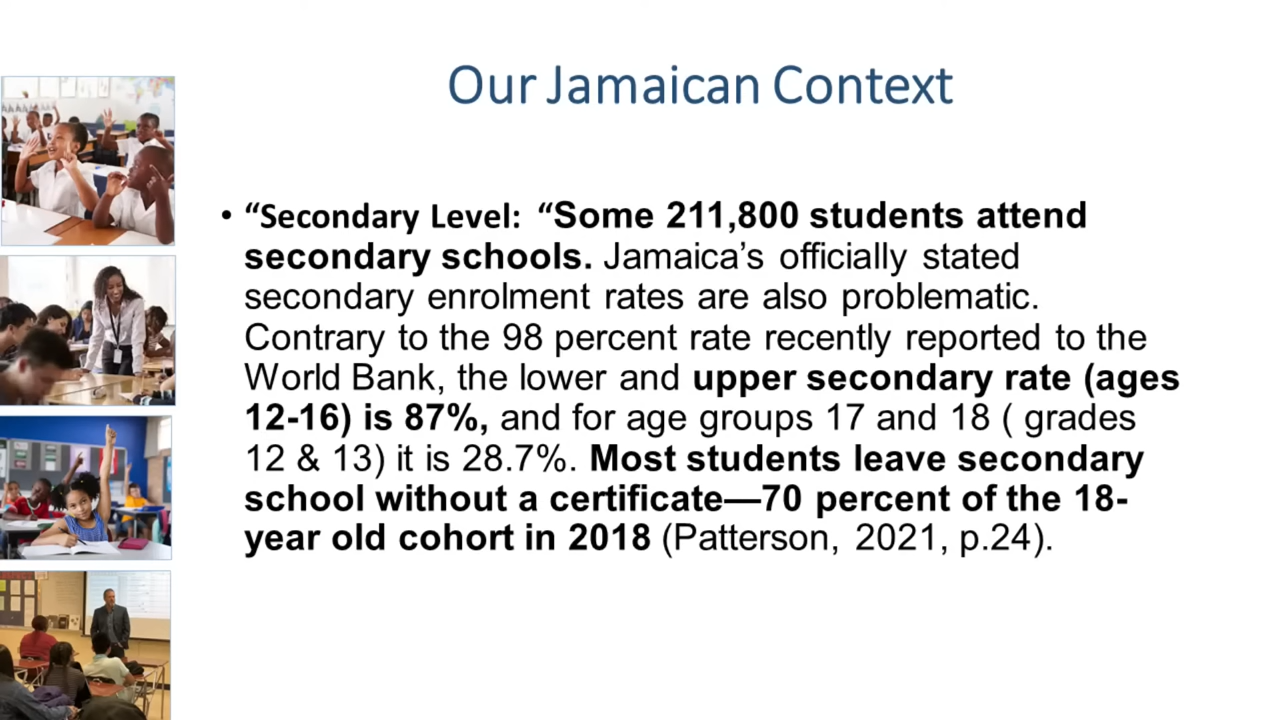 Our Jamaican Context
• “Secondary Level: “Some 211,800 students attend
secondary schools. Jamaica’s officially stated
secondary enrolment rates are also problematic.
Contrary to the 98 percent rate recently reported to the
World Bank, the lower and upper secondary rate (ages
12-16) is 87%, and for age groups 17 and 18 ( grades
12 & 13) it is 28.7%. Most students leave secondary
school without a certificate—70 percent of the 18-
year old cohort in 2018 (Patterson, 2021, p.24).